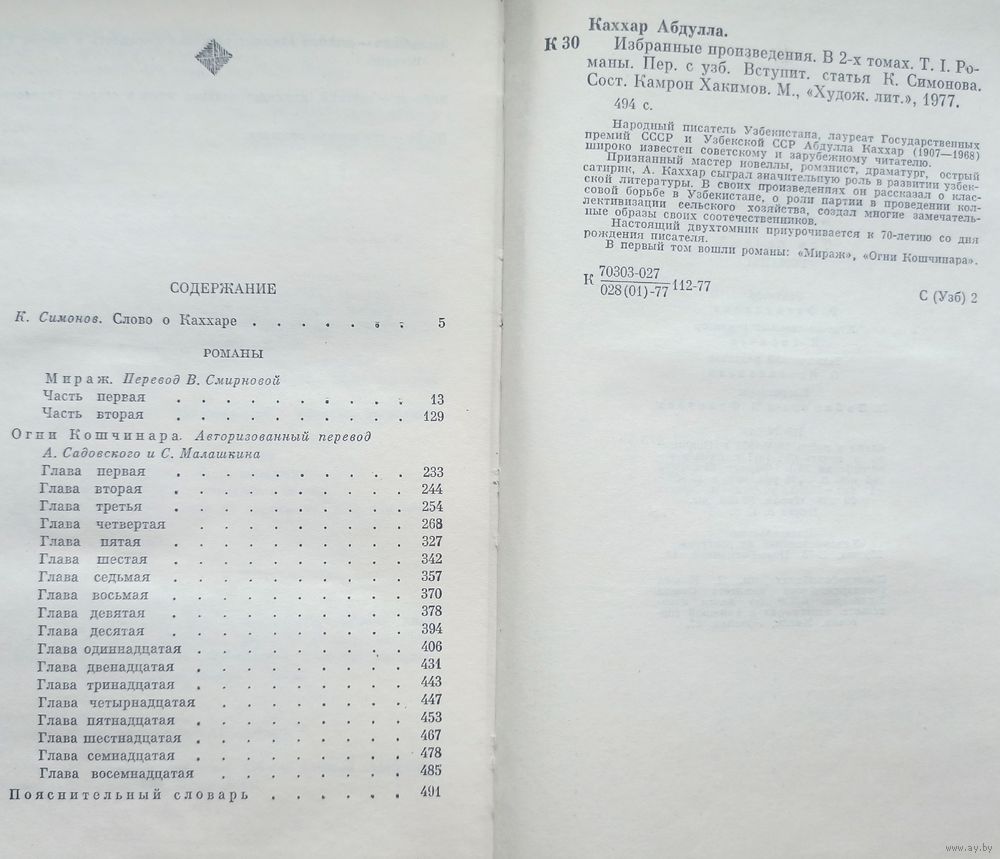 СОДЕРЖАНИЕ
К. Симонов. Слово о Каххаре . . . . . . . 5
РОМАНЫ
Мираж. Перевод В. Смирновой
Часть первая . . . . . . . . . . 13
Часть вторая . . . . . . . . . . 129
Огни Кошчинара. Авторизованный перевод
А. Садовского и С. Малашкина
Глава первая . . . . . . . . . . 233
Глава вторая . . . . . . . . . . 244
Глава третья . . . . . . . . . . 254
Глава четвертая . . . . . . . . . 268
Глава пятая . . . . . . . . . . 327
Глава шестая . . . . . . . . . . 342
Глава седьмая . . . . . . . . . . 357
Глава восьмая . . . . . . . . . . 370
Глава девятая . . . . . . . . . . 378
Глава десятая . . . . . . . . . . 394
Глава одиннадцатая . . . . . . . . . 406
Глава двенадцатая . . . . . . . . . 431
Глава тринадцатая . . . . . . . . . 443
Глава четырнадцатая . . . . . . . . 447
Глава пятнадцатая . . . . . . . . . 453
Глава шестнадцатая . . . . . . . . . 467
Глава семнадцатая . . . . . . . . . 478
Глава восемнадцатая . . . . . . . . 485
Пояснительный словарь . . . . . . 491
Каххар Абдулла.
К 30 Избранные произведения. В 2-х томах. Т. I. Ро-
маны. Пер. с узб. Вступит. статья К. Симонова.
Сост. Камрон Хакимов. М., «Худож. лит.», 1977.
494 с.
Народный писатель Узбекистана, лауреат Государственных
премий СССР и Узбекской ССР Абдулла Каххар (1907—1968)
широко известен советскому и зарубежному читателю.
Признанный мастер новеллы, романист, драматург, острый
сатирик, А. Каххар сыграл значительную роль в развитии узбек-
ской литературы. В своих произведениях он рассказал о клас-
совой борьбе в Узбекистане, о роли партии в проведении кол-
лективизации сельского хозяйства, создал многие замечатель-
ные образы своих соотечественников.
Настоящий двухтомник приурочивается к 70-летию со дня
рождения писателя.
В первый том вошли романы: «Мираж», «Огни Кошчинара».
К 70303-027
028(01)-77 112-77
С (Узб) 2
www.ay.by